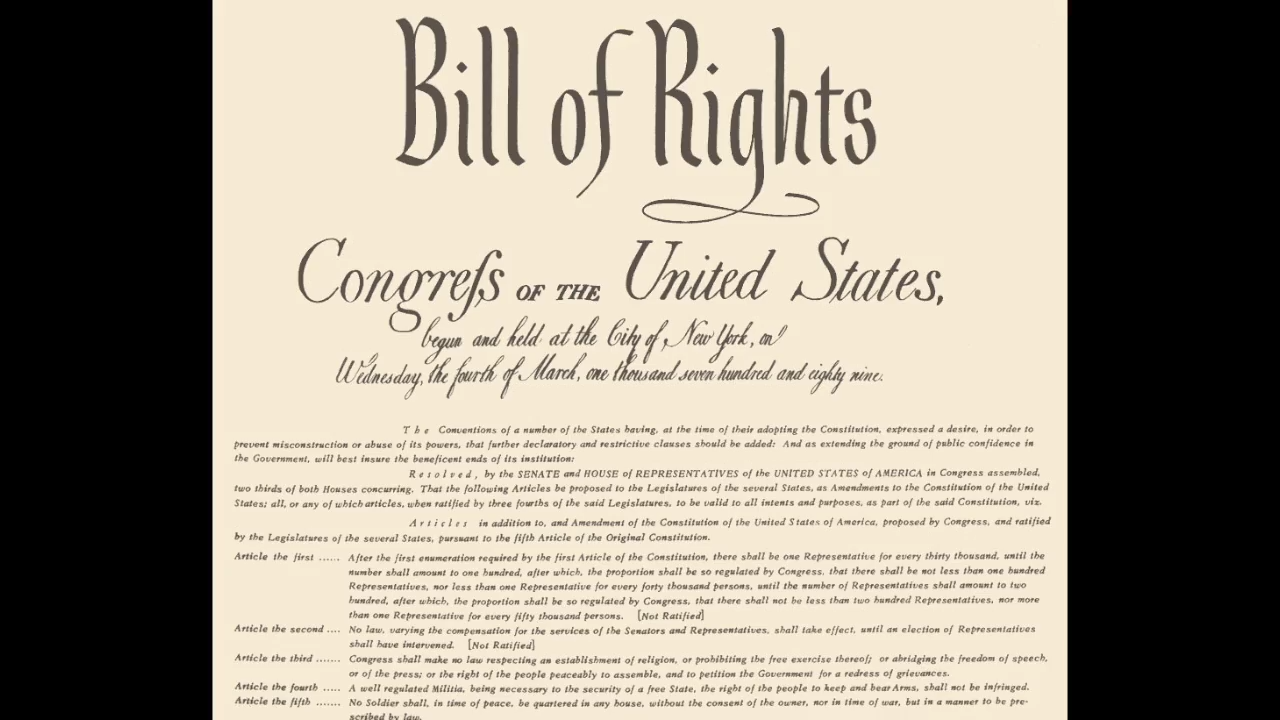 Bill of Rights
Congreſs OF THE United States,
begun and held at the City of New York, on
Wednesday, the fourth of March, one thousand seven hundred and eighty nine.
The Conventions of a number of the States having, at the time of their adopting the Constitution, expressed a desire, in order to
prevent misconstruction or abuse of its powers, that further declaratory and restrictive clauses should be added: And as extending the ground of public confidence in
the Government, will best insure the beneficent ends of its institution:
Resolved, by the SENATE and HOUSE of REPRESENTATIVES of the UNITED STATES of AMERICA in Congress assembled,
two thirds of both Houses concurring. That the following Articles be proposed to the Legislatures of the several States, as Amendments to the Constitution of the United
States; all, or any of which articles, when ratified by three fourths of the said Legislatures, to be valid to all intents and purposes, as part of the said Constitution, viz.
Articles in addition to, and Amendment of the Constitution of the United States of America, proposed by Congress, and ratified
by the Legislatures of the several States, pursuant to the fifth Article of the Original Constitution.
Article the first ...... After the first enumeration required by the first Article of the Constitution, there shall be one Representative for every thirty thousand, until the
number shall amount to one hundred, after which, the proportion shall be so regulated by Congress, that there shall be not less than one hundred
Representatives, nor less than one Representative for every forty thousand persons, until the number of Representatives shall amount to two
hundred, after which, the proportion shall be so regulated by Congress, that there shall not be less than two hundred Representatives, nor more
than one Representative for every fifty thousand persons. [Not Ratified]
Article the second .... No law, varying the compensation for the services of the Senators and Representatives, shall take effect, until an election of Representatives
shall have intervened. [Not Ratified]
Article the third ....... Congress shall make no law respecting an establishment of religion, or prohibiting the free exercise thereof; or abridging the freedom of speech,
or of the press; or the right of the people peaceably to assemble, and to petition the Government for a redress of grievances.
Article the fourth ..... A well regulated Militia, being necessary to the security of a free State, the right of the people to keep and bear Arms, shall not be infringed.
Article the fifth ....... No Soldier shall, in time of peace, be quartered in any house, without the consent of the owner, nor in time of war, but in a manner to be pre-
scribed by law.